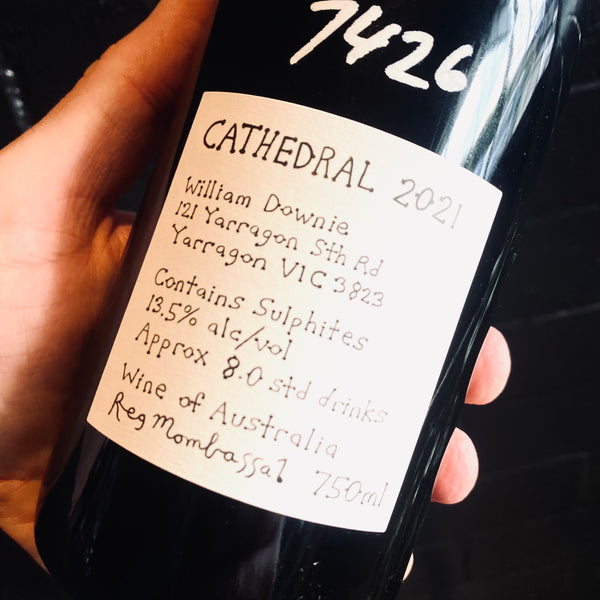 7426
CATHEDRAL 2021
William Downie
121 Yarragon Sth Rd
Yarragon VIC 3823
Contains Sulphites
13.5% alc/vol
Approx 8.0 std drinks
Wine of Australia
Reg Mombassa1 750ml